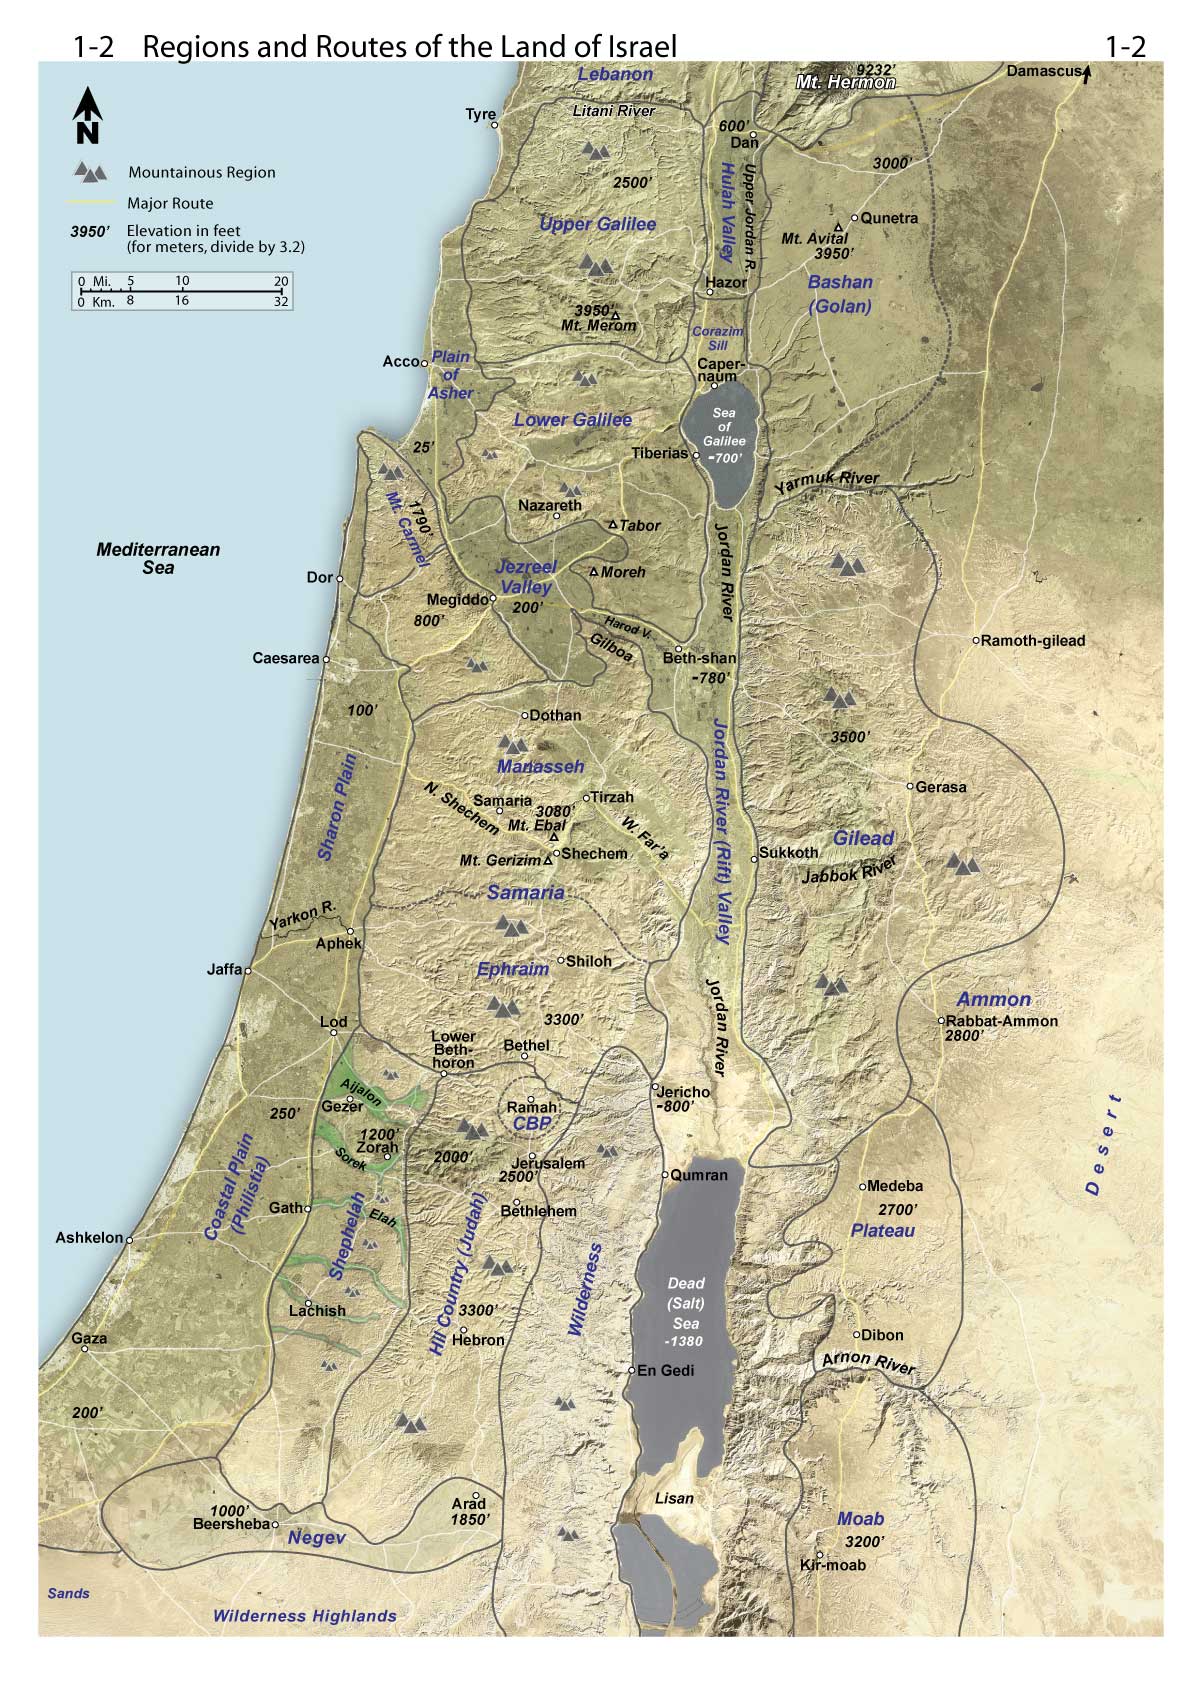 1-2 Regions and Routes of the Land of Israel 1-2
Lebanon
9232'
Mt. Hermon
Damascus
N
Tyre
Litani River
600'
Dan
Mountainous Region
Major Route
3950' Elevation in feet
(for meters, divide by 3.2)
0 Mi. 5 10 20
0 Km. 8 16 32
2500'
3000'
Hulah Valley
Upper Jordan R.
Upper Galilee
Qunetra
Mt. Avital
3950'
Hazor
Bashan
(Golan)
3950'
Mt. Merom
Corazim
Sill
Acco
Plain
of
Asher
Caper-
naum
Lower Galilee
Sea
of
Galilee
-700'
25'
Tiberias
Yarmuk River
Mt. Carmel
1790'
Nazareth
Tabor
Jordan River
Mediterranean
Sea
Dor
Jezreel
Valley
Moreh
Megiddo
200'
800'
Harod V.
Gilboa
Ramoth-gilead
Caesarea
Beth-shan
-780'
100'
Dothan
3500'
Manasseh
Jordan River (Rift) Valley
Sharon Plain
N. Shechem
Samaria
Tirzah
Gerasa
3080'
Mt. Ebal
W. Far'a
Mt. Gerizim
Shechem
Sukkoth
Gilead
Jabbok River
Samaria
Yarkon R.
Aphek
Jaffa
Ephraim
Shiloh
Jordan River
Ammon
Rabbat-Ammon
2800'
Lod
3300'
Lower
Beth-
horon
Bethel
Aijalon
Gezer
Jericho
-800'
250'
Ramah
CBP
Desert
1200'
Zorah
Sorek
2000'
Jerusalem
2500'
Qumran
Medeba
2700'
Plateau
Coastal Plain
(Philistia)
Gath
Elah
Bethlehem
Shephelah
Hil Country (Judah)
Wilderness
Ashkelon
Dead
(Salt)
Sea
-1380
Lachish
3300'
Hebron
Gaza
Dibon
Arnon River
En Gedi
200'
Lisan
1000'
Beersheba
Arad
1850'
Negev
Moab
3200'
Kir-moab
Sands
Wilderness Highlands